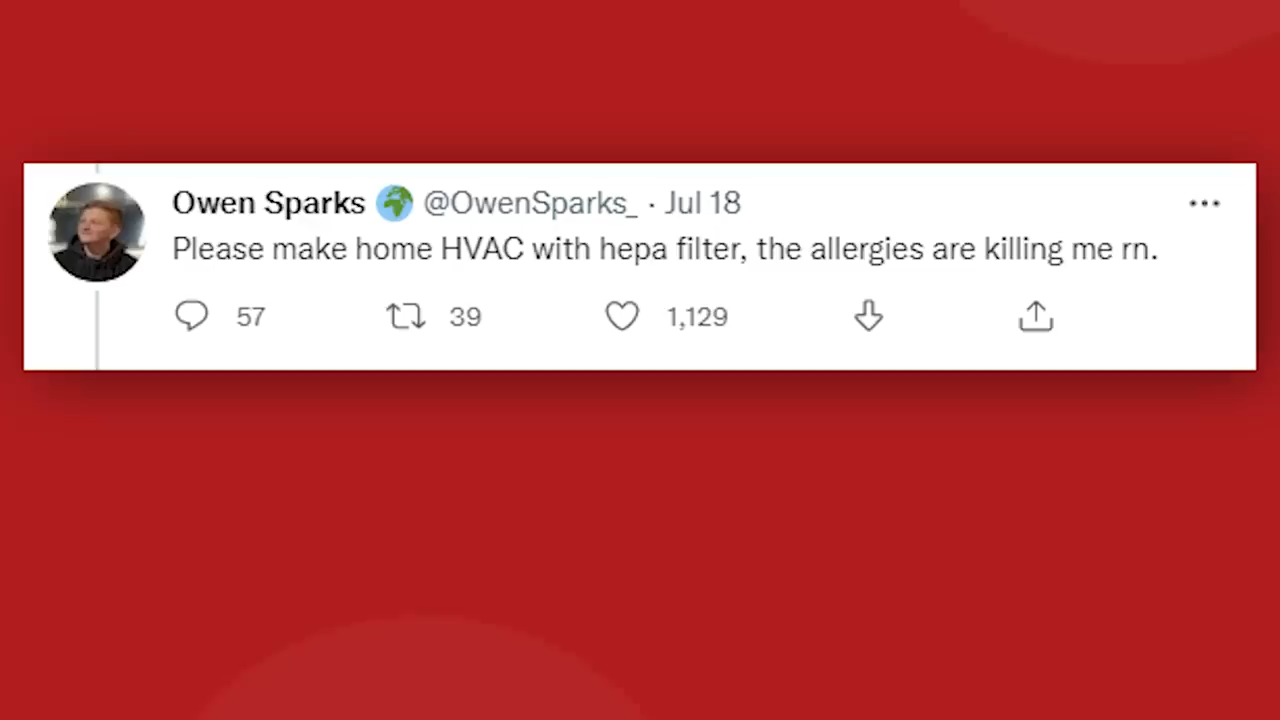 Owen Sparks 🌍 @OwenSparks_ · Jul 18
Please make home HVAC with hepa filter, the allergies are killing me rn.
57 39 1,129